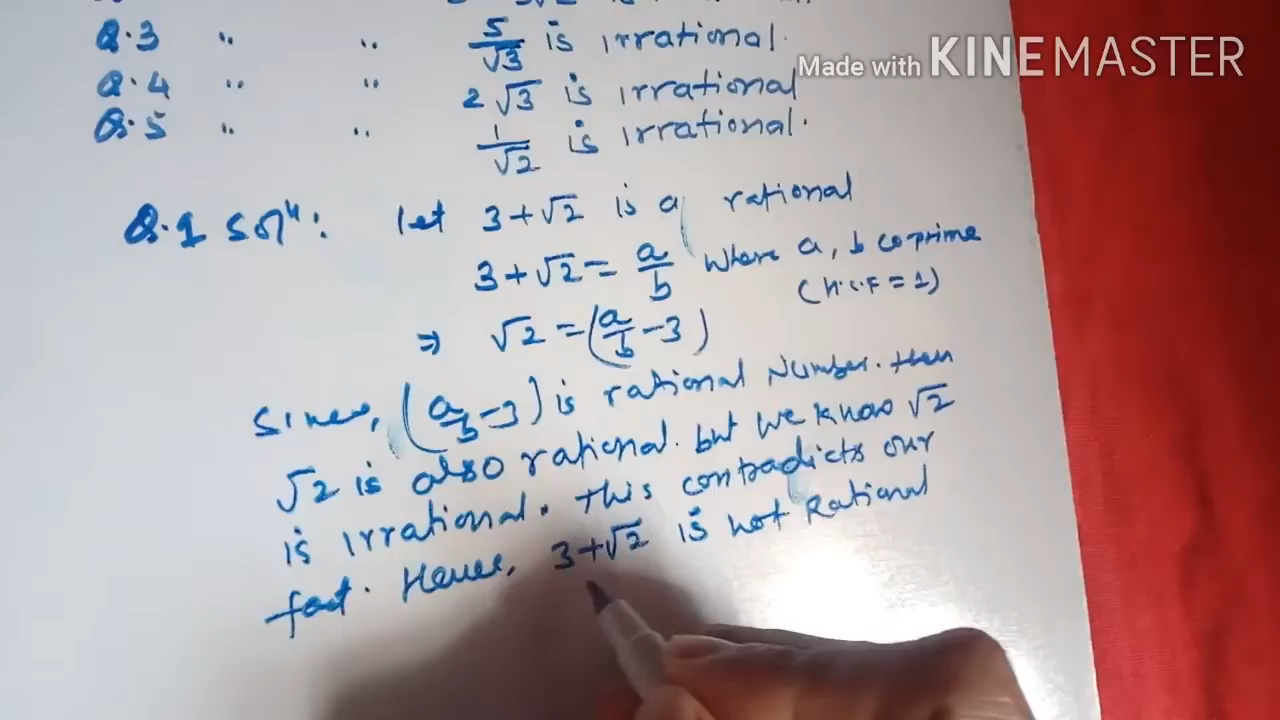 Q.3 " " 5/√3 is irrational.
Made with KINEMASTER
Q.4 " " 2√3 is irrational
Q.5 " " 1/√2 is irrational.
Q.1 Solⁿ: let 3+√2 is a rational
3+√2 = a/b where a, b coprime
(H.C.F = 1)
⇒ √2 = (a/b - 3)
Since, (a/b - 3) is rational Number. then
√2 is also rational. but we know √2
is irrational. This contradicts our
fact. Hence, 3+√2 is not Rational